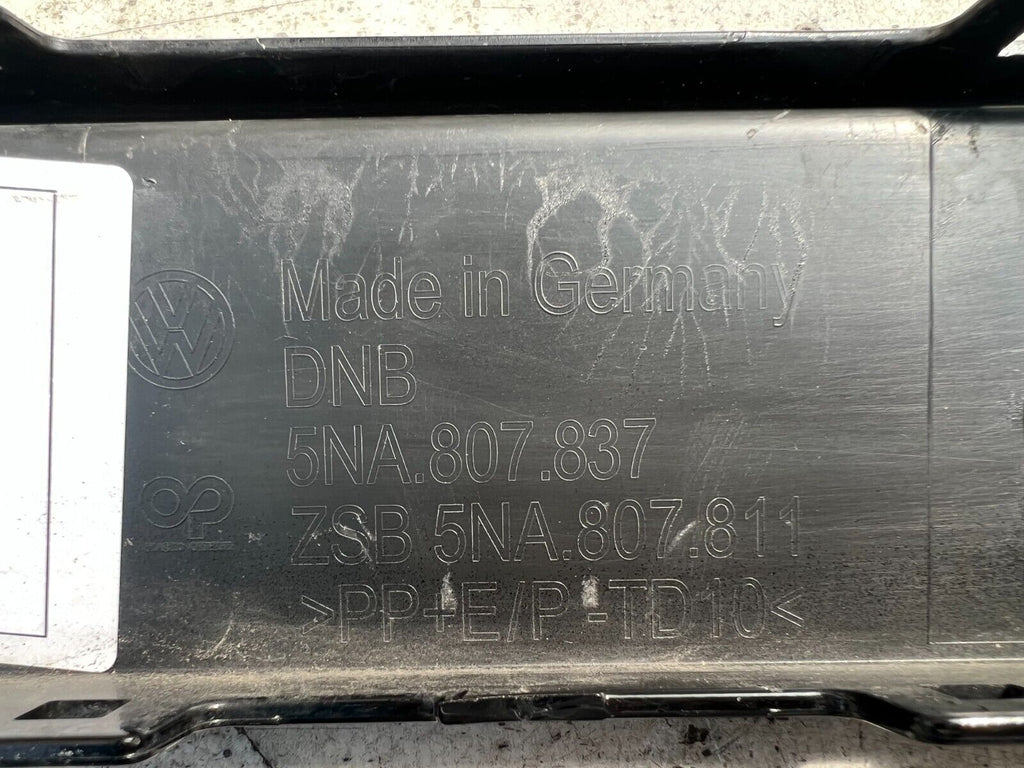 Made in Germany
DNB
5NA.807.837
ZSB 5NA.807.811
>PP+E/P -TD10<